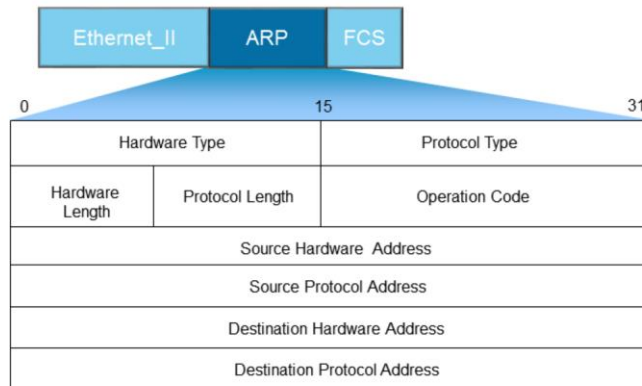 Ethernet_II ARP FCS
0 15 31
Hardware Type Protocol Type
Hardware
Length
Protocol Length Operation Code
Source Hardware Address
Source Protocol Address
Destination Hardware Address
Destination Protocol Address